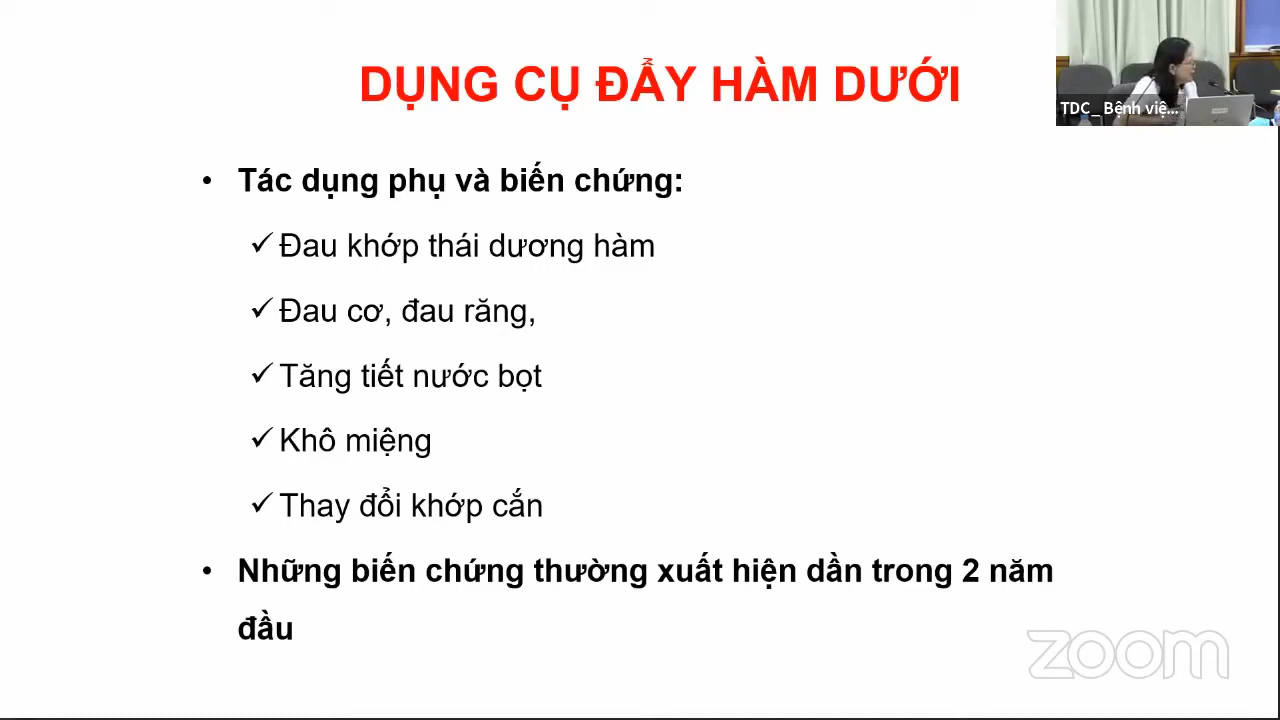 DỤNG CỤ ĐẨY HÀM DƯỚI
TDC_ Bệnh việ...
• Tác dụng phụ và biến chứng:
✓ Đau khớp thái dương hàm
✓ Đau cơ, đau răng,
✓ Tăng tiết nước bọt
✓ Khô miệng
✓ Thay đổi khớp cắn
• Những biến chứng thường xuất hiện dần trong 2 năm
đầu
zoom